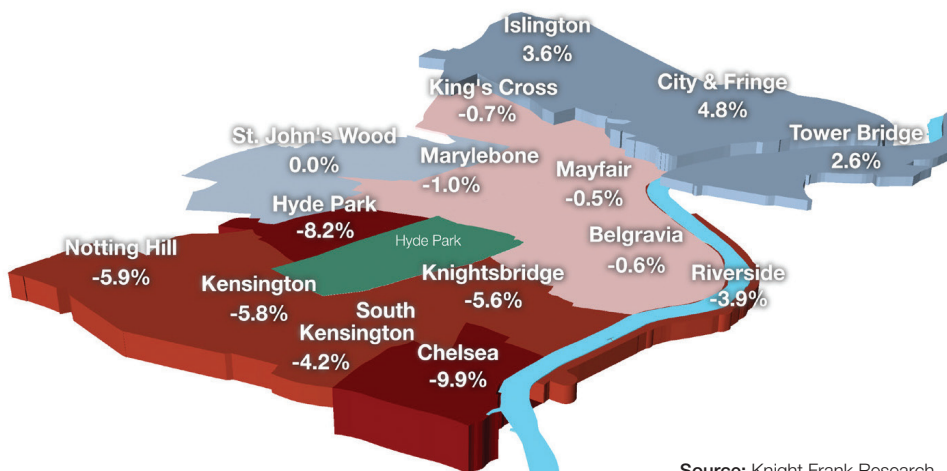 Islington
3.6%
King's Cross
-0.7%
City & Fringe
4.8%
St. John's Wood
0.0%
Marylebone
-1.0%
Mayfair
-0.5%
Tower Bridge
2.6%
Hyde Park
-8.2%
Hyde Park
Notting Hill
-5.9%
Kensington
-5.8%
Knightsbridge
-5.6%
Belgravia
-0.6%
Riverside
-3.9%
South
Kensington
-4.2%
Chelsea
-9.9%
Source: Knight Frank Research